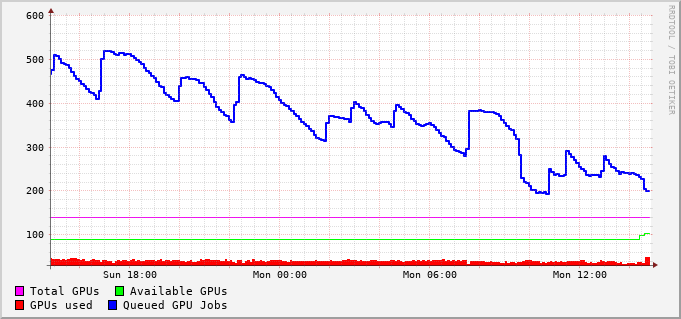 600
500
400
300
200
100
Sun 18:00 Mon 00:00 Mon 06:00 Mon 12:00
Total GPUs Available GPUs
GPUs used Queued GPU Jobs
RRDTOOL / TOBI OETIKER